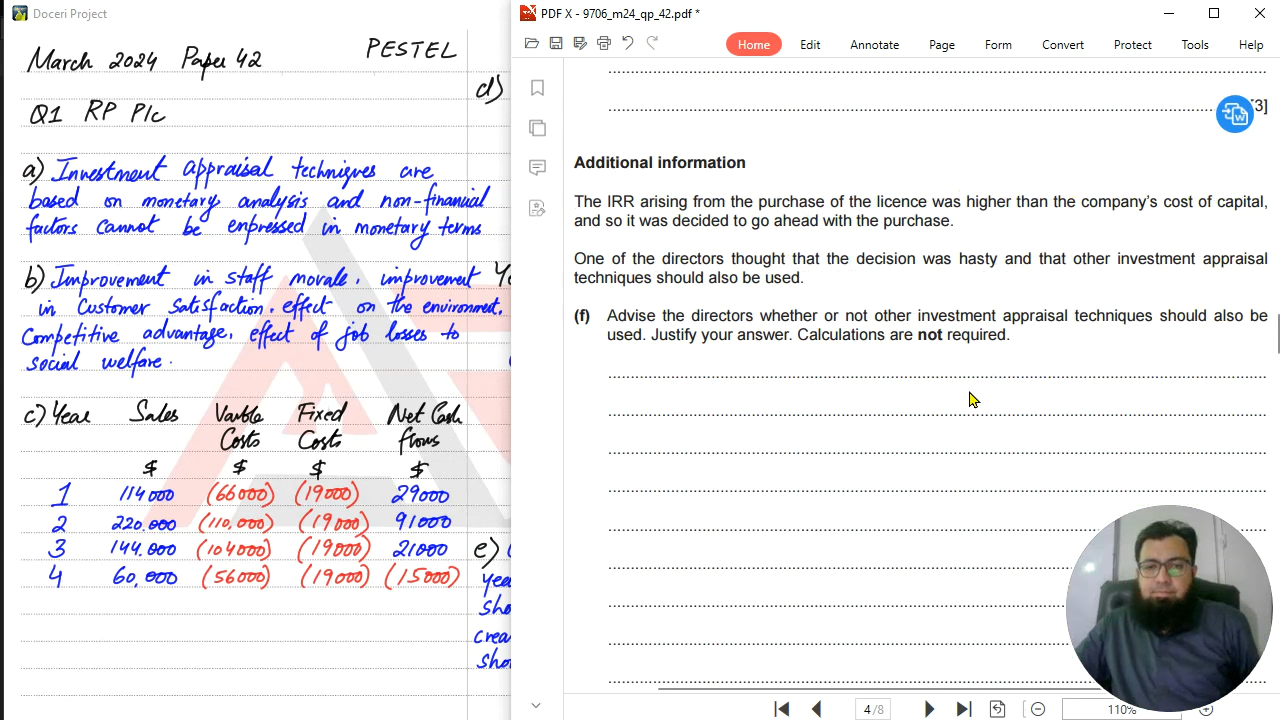 Doceri Project
March 2024 Paper 42
PESTEL
d)
Q1 RP Plc
a) Investment appraisal techniques are
based on monetary analysis and non-financial
factors cannot be enpressed in monetary terms
b) Improvement in staff morale, improvement
in Customer Satisfaction, effect on the environment,
Competitive advantage, effect of job losses to
social welfare.
c) Year Sales Varble Costs Fixed Costs Net Cash flows
$ $ $ $
1 114000 (66000) (19000) 29000
2 220.000 (110,000) (19000) 91000
3 144.000 (104000) (19000) 21000
4 60,000 (56000) (19000) (15000)
e)
PDF X - 9706_m24_qp_42.pdf *
Home Edit Annotate Page Form Convert Protect Tools Help
[3]
Additional information
The IRR arising from the purchase of the licence was higher than the company's cost of capital,
and so it was decided to go ahead with the purchase.
One of the directors thought that the decision was hasty and that other investment appraisal
techniques should also be used.
(f) Advise the directors whether or not other investment appraisal techniques should also be
used. Justify your answer. Calculations are not required.
4 /8
110%